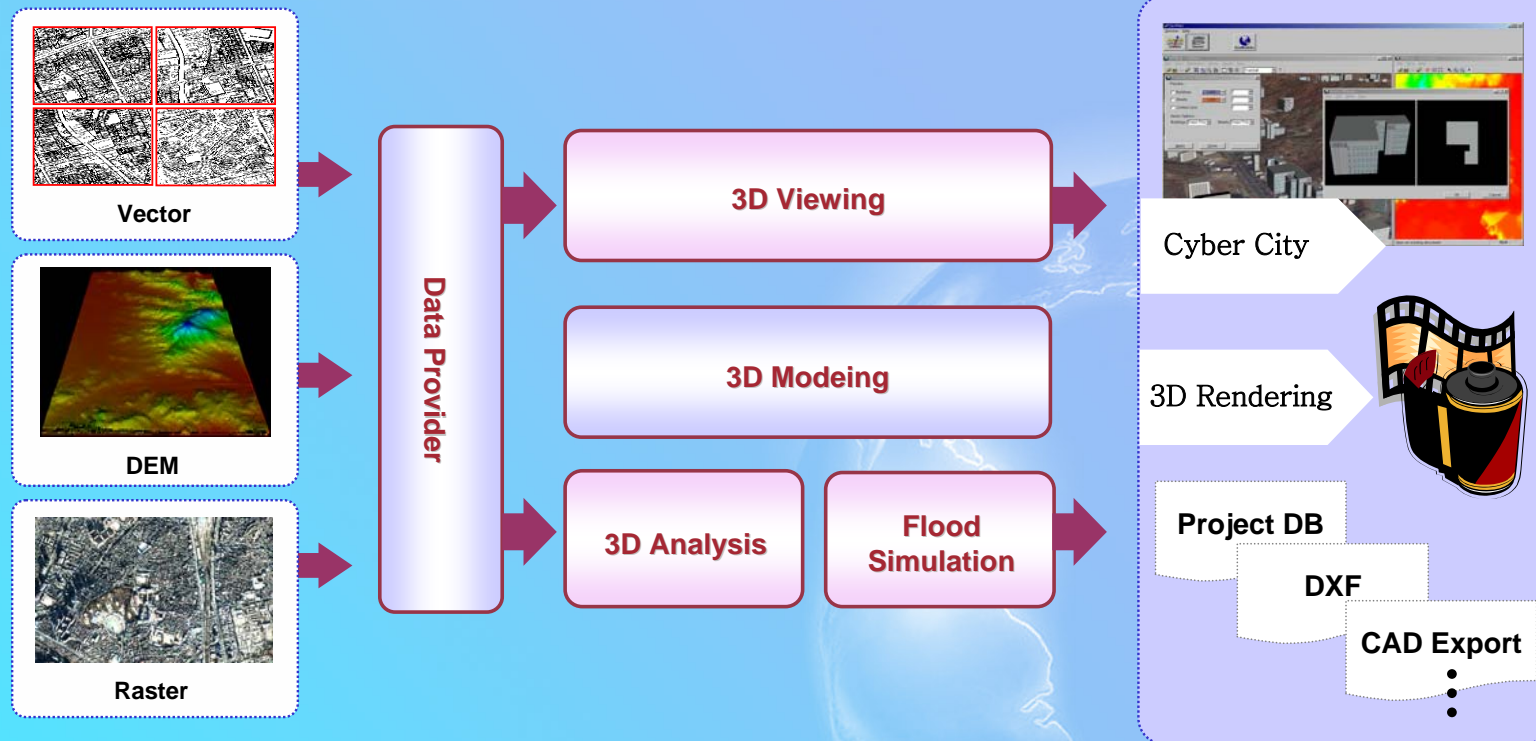 Vector
DEM
Raster
Data Provider
3D Viewing
3D Modeing
3D Analysis
Flood
Simulation
Cyber City
3D Rendering
Project DB
DXF
CAD Export